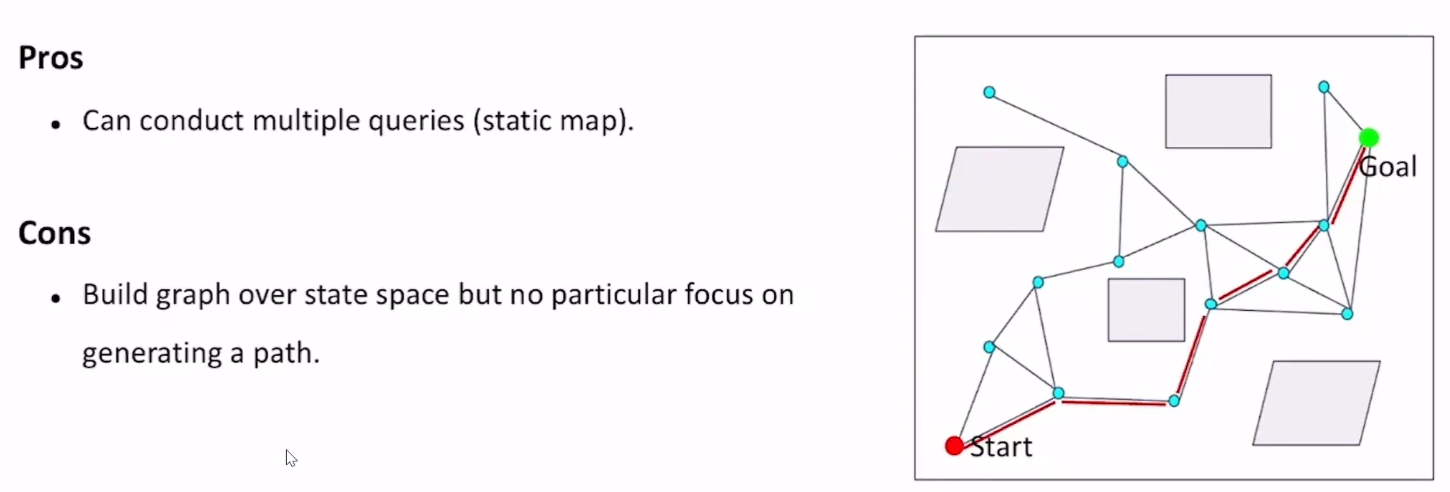 Pros
• Can conduct multiple queries (static map).
Cons
• Build graph over state space but no particular focus on
generating a path.
Goal
Start